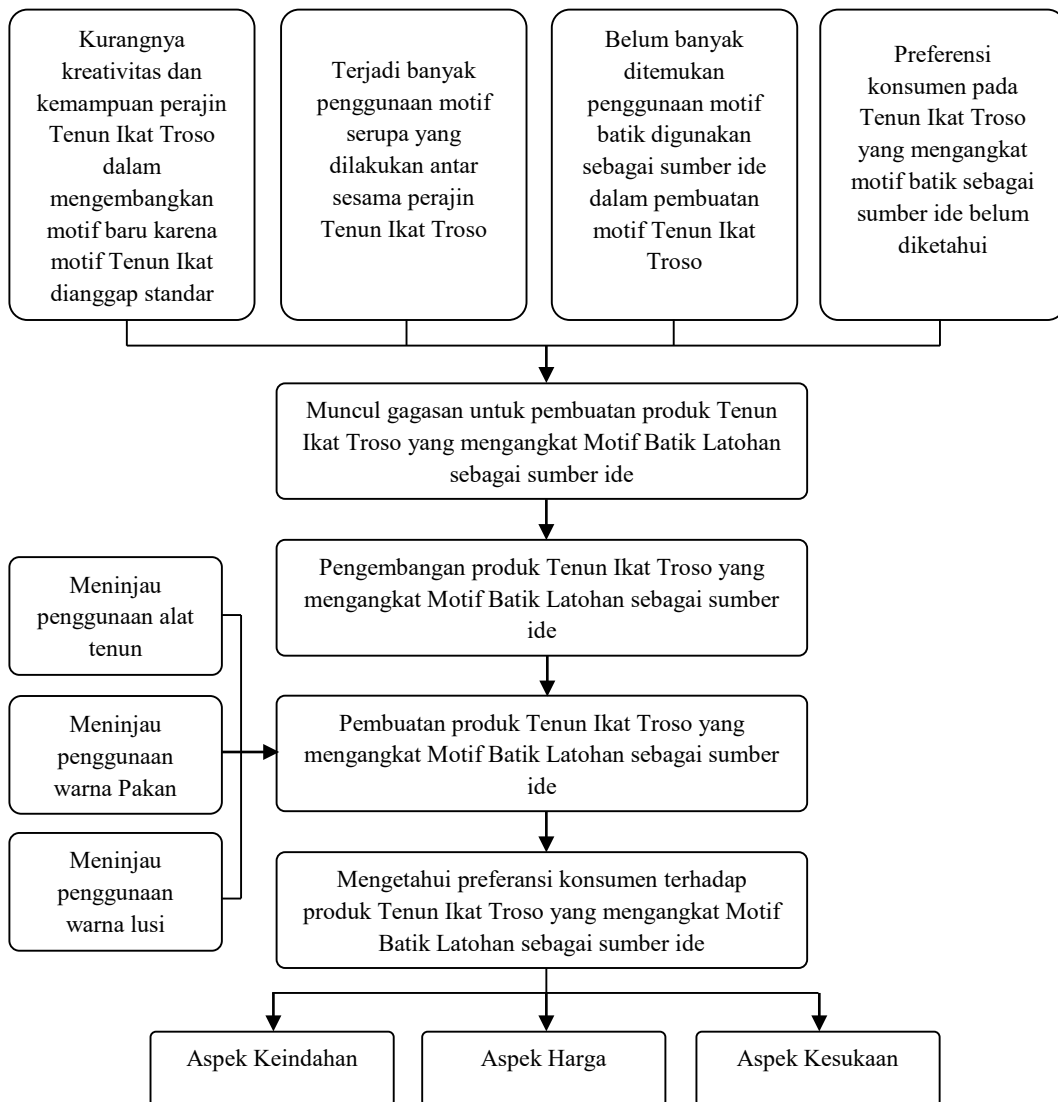 Kurangnya
kreativitas dan
kemampuan perajin
Tenun Ikat Troso
dalam
mengembangkan
motif baru karena
motif Tenun Ikat
dianggap standar
Terjadi banyak
penggunaan motif
serupa yang
dilakukan antar
sesama perajin
Tenun Ikat Troso
Belum banyak
ditemukan
penggunaan motif
batik digunakan
sebagai sumber ide
dalam pembuatan
motif Tenun Ikat
Troso
Preferensi
konsumen pada
Tenun Ikat Troso
yang mengangkat
motif batik sebagai
sumber ide belum
diketahui
Muncul gagasan untuk pembuatan produk Tenun
Ikat Troso yang mengangkat Motif Batik Latohan
sebagai sumber ide
Pengembangan produk Tenun Ikat Troso yang
mengangkat Motif Batik Latohan sebagai sumber
ide
Meninjau
penggunaan alat
tenun
Meninjau
penggunaan
warna Pakan
Meninjau
penggunaan
warna lusi
Pembuatan produk Tenun Ikat Troso yang
mengangkat Motif Batik Latohan sebagai sumber
ide
Mengetahui preferansi konsumen terhadap
produk Tenun Ikat Troso yang mengangkat Motif
Batik Latohan sebagai sumber ide
Aspek Keindahan
Aspek Harga
Aspek Kesukaan